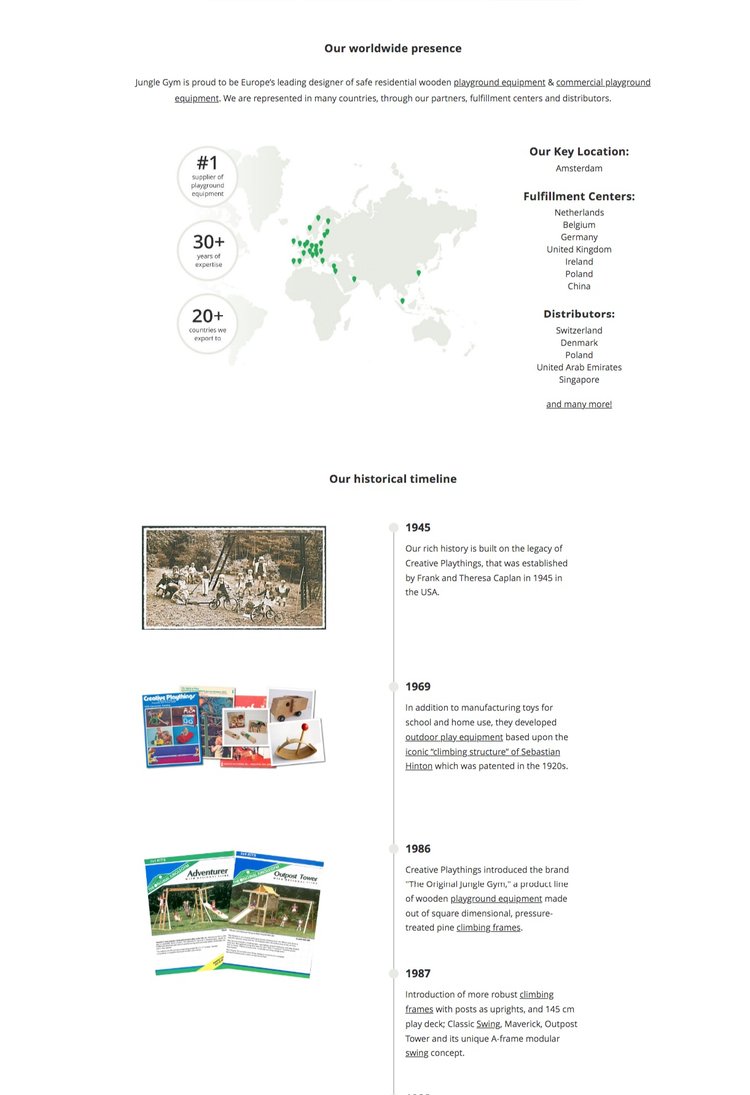 Our worldwide presence
Jungle Gym is proud to be Europe's leading designer of safe residential wooden playground equipment & commercial playground
equipment. We are represented in many countries, through our partners, fulfillment centers and distributors.
#1
supplier of
playground
equipment
30+
years of
expertise
20+
countries we
export to
Our Key Location:
Amsterdam
Fulfillment Centers:
Netherlands
Belgium
Germany
United Kingdom
Ireland
Poland
China
Distributors:
Switzerland
Denmark
Poland
United Arab Emirates
Singapore
and many more!
Our historical timeline
1945
Our rich history is built on the legacy of
Creative Playthings, that was established
by Frank and Theresa Caplan in 1945 in
the USA.
Creative Playthings
1969
In addition to manufacturing toys for
school and home use, they developed
outdoor play equipment based upon the
iconic "climbing structure" of Sebastian
Hinton which was patented in the 1920s.
Adventurer
Outpost Tower
1986
Creative Playthings introduced the brand
"The Original Jungle Gym," a product line
of wooden playground equipment made
out of square dimensional, pressure-
treated pine climbing frames.
1987
Introduction of more robust climbing
frames with posts as uprights, and 145 cm
play deck; Classic Swing, Maverick, Outpost
Tower and its unique A-frame modular
swing concept.